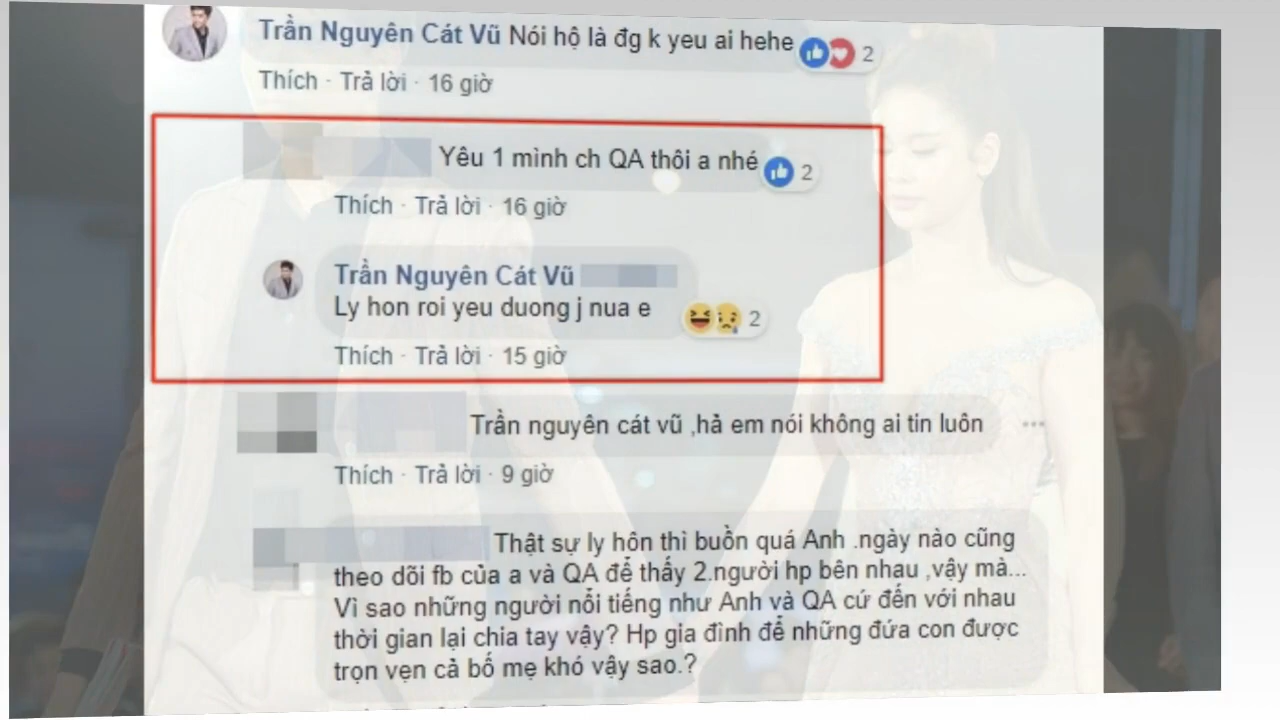 Trần Nguyên Cát Vũ Nói hộ là đg k yeu ai hehe 2
Thích · Trả lời · 16 giờ
Yêu 1 mình ch QA thôi a nhé 2
Thích · Trả lời · 16 giờ
Trần Nguyên Cát Vũ
Ly hon roi yeu duong j nua e 2
Thích · Trả lời · 15 giờ
Trần nguyên cát vũ ,hả em nói không ai tin luôn
Thích · Trả lời · 9 giờ
Thật sự ly hôn thì buồn quá Anh .ngày nào cũng
theo dõi fb của a và QA để thấy 2.người hp bên nhau ,vậy mà...
Vì sao những người nổi tiếng như Anh và QA cứ đến với nhau
thời gian lại chia tay vậy? Hp gia đình để những đứa con được
trọn vẹn cả bố mẹ khó vậy sao.?